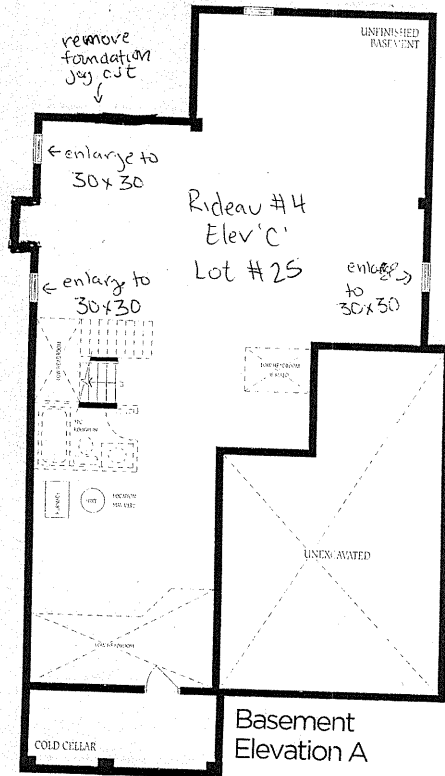 remove
foundation
jog cst
UNFINISHED
BASEMENT
←enlarge to
30x30
Rideau #4
Elev 'C'
Lot #25
← enlarge to
30x30
enlarge →
to
30x30
UNEXCAVATED
COLD CELLAR
Basement
Elevation A